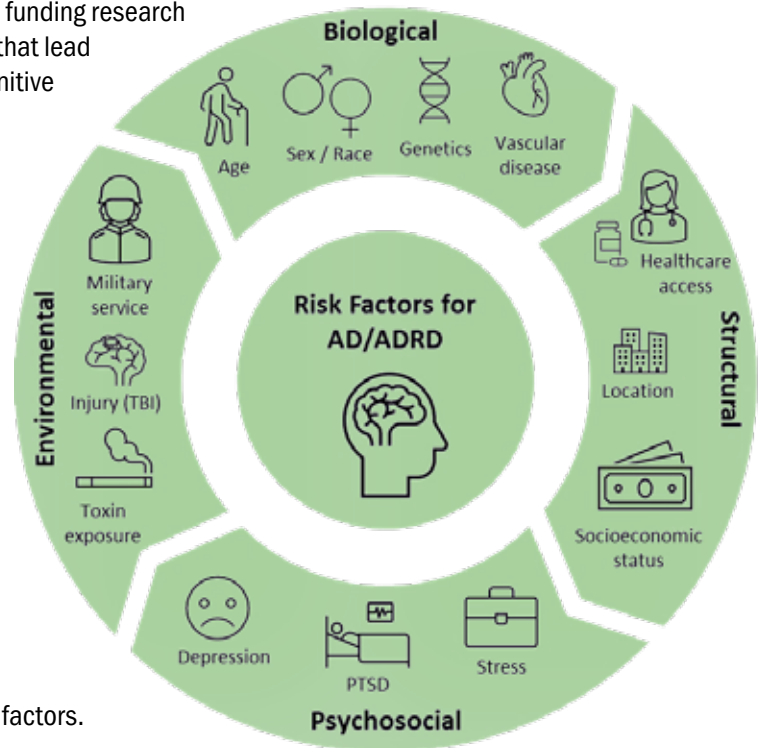 funding research
that lead
nitive
Biological
Age
Sex / Race
Genetics
Vascular
disease
Structural
Healthcare
access
Location
Socioeconomic
status
Psychosocial
Stress
PTSD
Depression
Environmental
Military
service
Injury (TBI)
Toxin
exposure
Risk Factors for
AD/ADRD
factors.